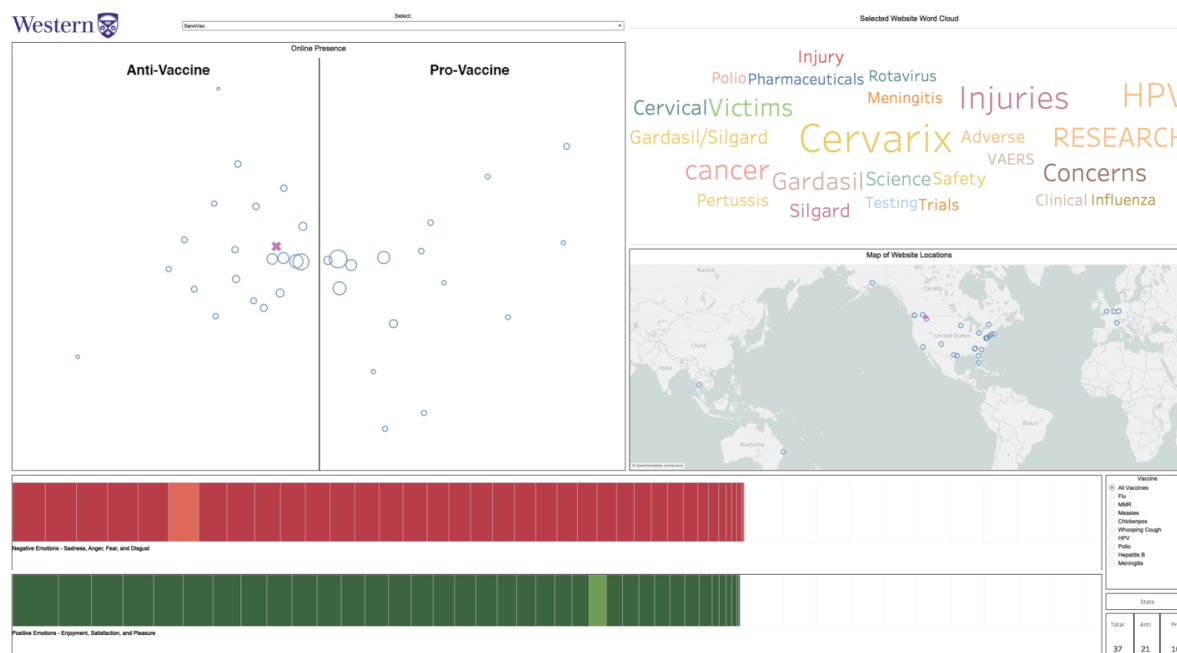 Western
Select:
SaneVax
Online Presence
Anti-Vaccine
Pro-Vaccine
Selected Website Word Cloud
Injury
Polio Pharmaceuticals Rotavirus
Meningitis Injuries HPV
Cervical Victims
Gardasil/Silgard Cervarix Adverse RESEARCH
VAERS
cancer Gardasil Science Safety Concerns
Pertussis Silgard Testing Trials Clinical Influenza
Map of Website Locations
Russia
Canada
United States
China
India
Brazil
Australia
© OpenStreetMap contributors
Negative Emotions - Sadness, Anger, Fear, and Disgust
Positive Emotions - Enjoyment, Satisfaction, and Pleasure
Vaccine
All Vaccines
Flu
MMR
Measles
Chickenpox
Whooping Cough
HPV
Polio
Hepatitis B
Meningitis
Stats
Total Anti
37 21